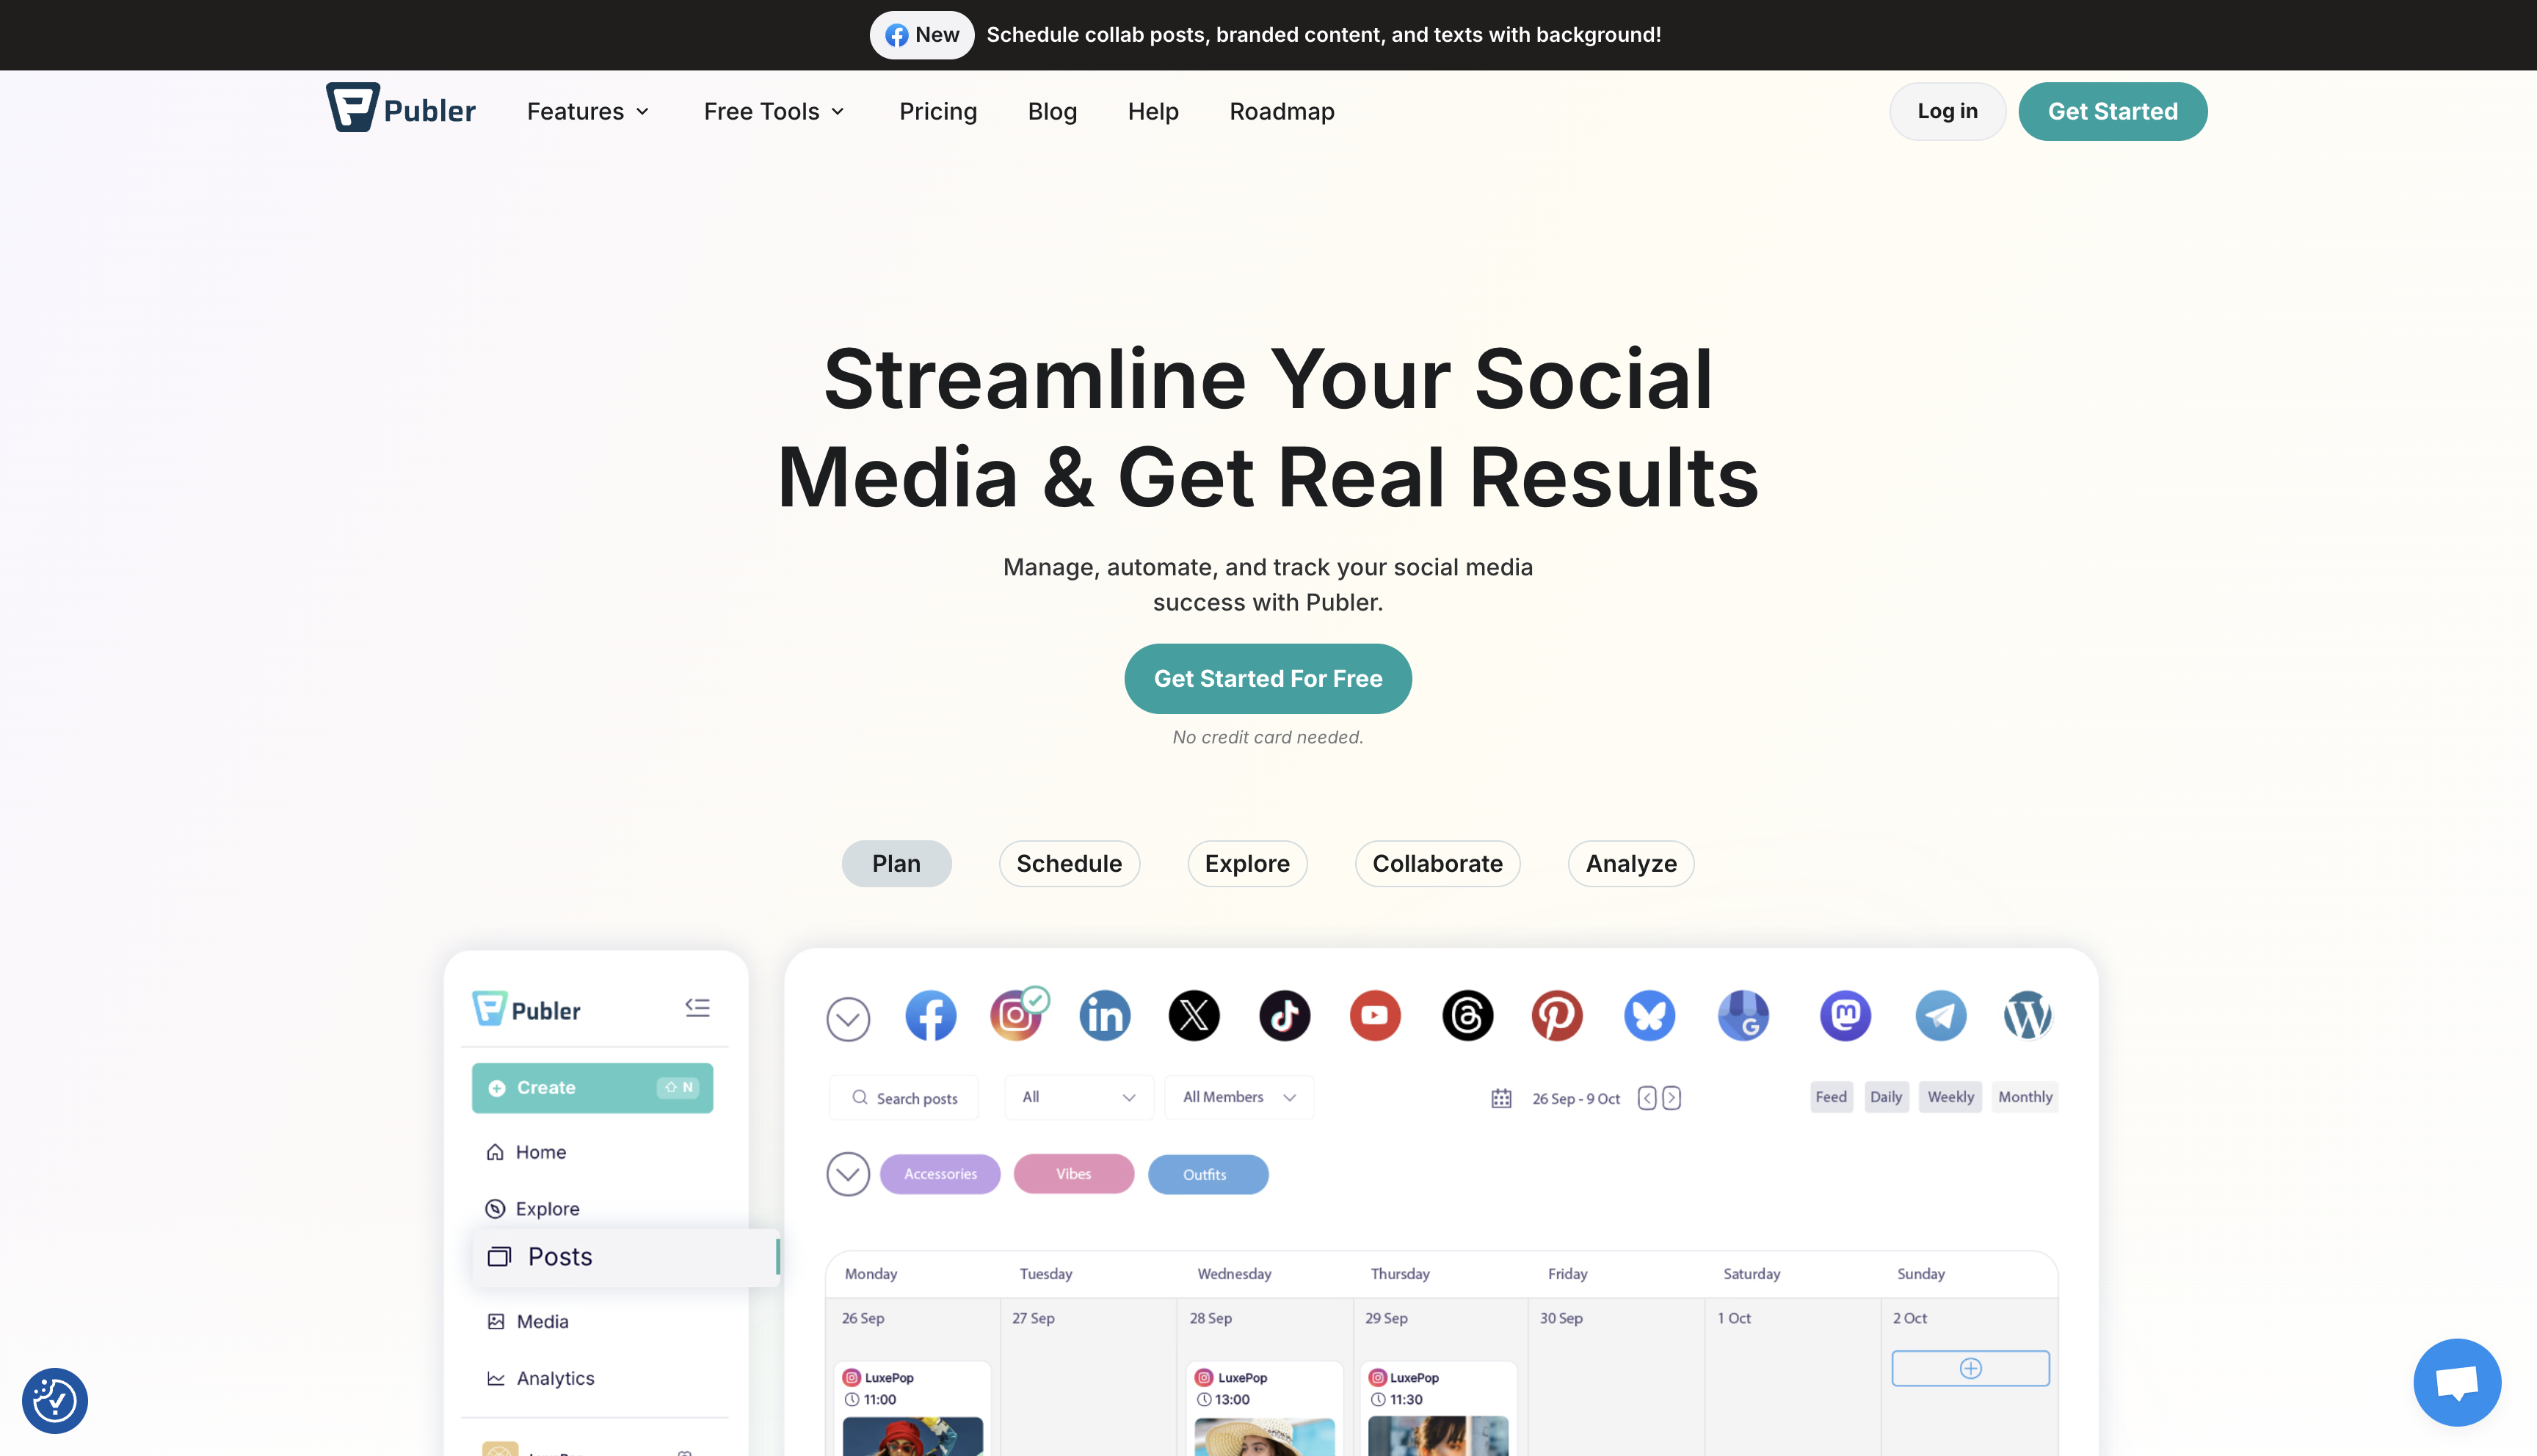 New Schedule collab posts, branded content, and texts with background!
Publer Features Free Tools Pricing Blog Help Roadmap Log in Get Started
Streamline Your Social
Media & Get Real Results
Manage, automate, and track your social media
success with Publer.
Get Started For Free
No credit card needed.
Plan Schedule Explore Collaborate Analyze
Publer
Create N
Home
Explore
Posts
Media
Analytics
Search posts All All Members 26 Sep - 9 Oct Feed Daily Weekly Monthly
Accessories Vibes Outfits
Monday Tuesday Wednesday Thursday Friday Saturday Sunday
26 Sep 27 Sep 28 Sep 29 Sep 30 Sep 1 Oct 2 Oct
LuxePop LuxePop LuxePop
11:00 13:00 11:30